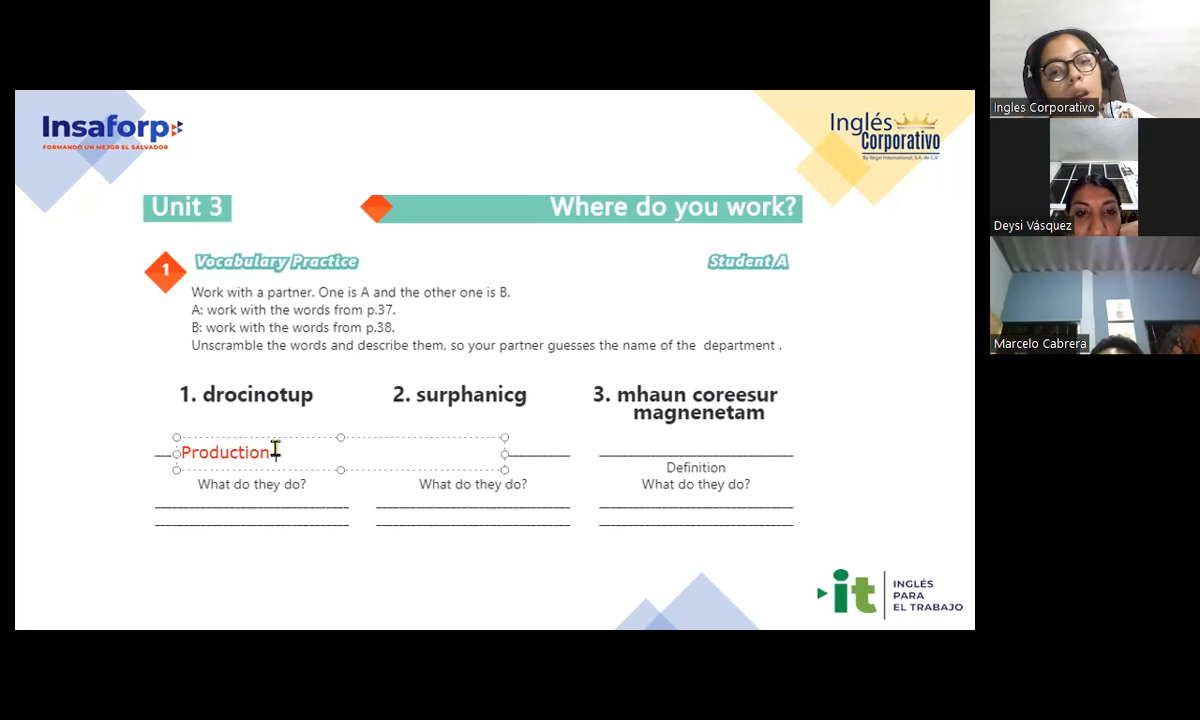 Insaforp
FORMANDO UN MEJOR EL SALVADOR
Inglés
Corporativo
By Regal International, S.A. de C.V.
Unit 3
Where do you work?
1
Vocabulary Practice
Student A
Work with a partner. One is A and the other one is B.
A: work with the words from p.37.
B: work with the words from p.38.
Unscramble the words and describe them, so your partner guesses the name of the department .
1. drocinotup
2. surphanicg
3. mhaun coreesur
magnenetam
Production
Definition
What do they do?
What do they do?
What do they do?
it
INGLÉS
PARA
EL TRABAJO
Ingles Corporativo
Deysi Vásquez
Marcelo Cabrera